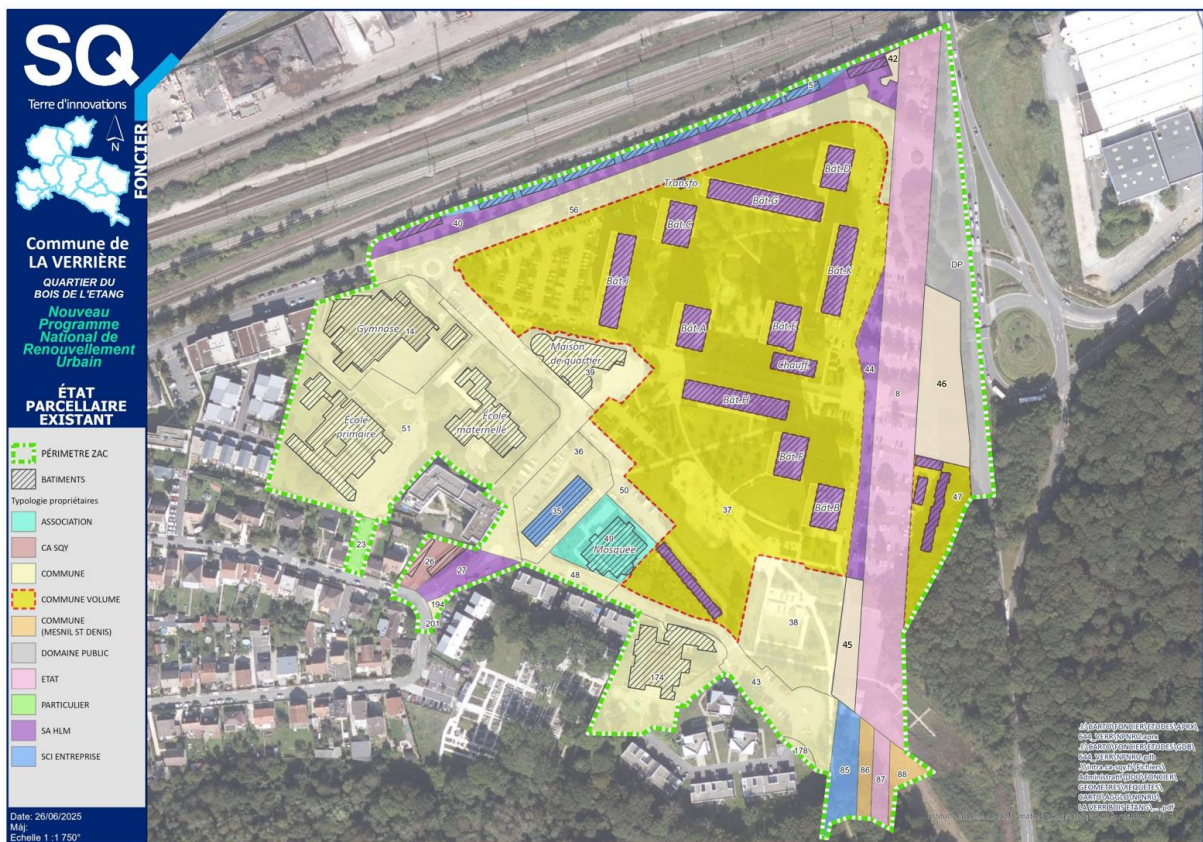 SQ
Terre d'innovations
N
FONCIER
Commune de
LA VERRIÈRE
QUARTIER DU
BOIS DE L'ETANG
Nouveau
Programme
National de
Renouvellement
Urbain
ÉTAT
PARCELLAIRE
EXISTANT
PÉRIMETRE ZAC
BATIMENTS
Typologie propriétaires
ASSOCIATION
CA SQY
COMMUNE
COMMUNE VOLUME
COMMUNE
(MESNIL ST DENIS)
DOMAINE PUBLIC
ETAT
PARTICULIER
SA HLM
SCI ENTREPRISE
Date: 26/06/2025
Màj:
Echelle 1 :1 750°
42
5
Bât.D
Transfo.
Bât.G
56
40
Bât.C
Bât.K
Bât.I
DP
Gymnase
14
Bât.A
Bât.E
Maison
de quartier
39
Chauff.
44
8
46
Bât.H
École
primaire
51
École
maternelle
36
Bât.F
50
35
37
Bât.B
47
49
Mosquée
23
26
27
48
194
201
38
45
174
43
178
85
86
87
88